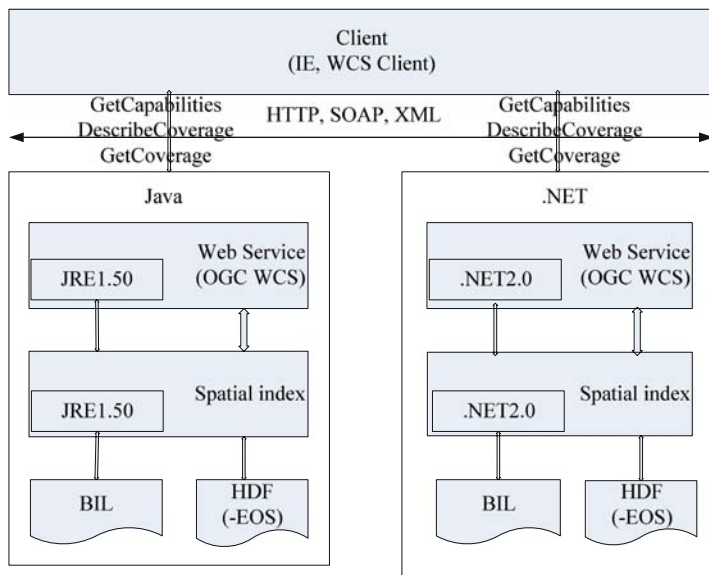 Client
(IE, WCS Client)
GetCapabilities
DescribeCoverage
GetCoverage
HTTP, SOAP, XML
GetCapabilities
DescribeCoverage
GetCoverage
Java
Web Service
(OGC WCS)
JRE1.50
Spatial index
JRE1.50
BIL
HDF
(-EOS)
.NET
Web Service
(OGC WCS)
.NET2.0
Spatial index
.NET2.0
BIL
HDF
(-EOS)